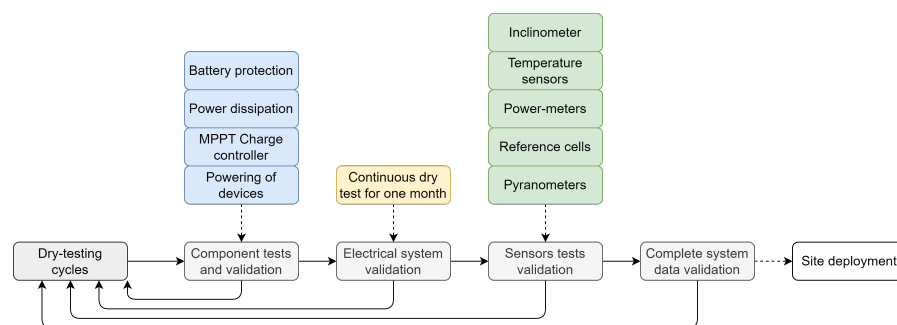 Inclinometer
Temperature
sensors
Power-meters
Reference cells
Pyranometers
Battery protection
Power dissipation
MPPT Charge
controller
Powering of
devices
Continuous dry
test for one month
Dry-testing
cycles
Component tests
and validation
Electrical system
validation
Sensors tests
validation
Complete system
data validation
Site deployment